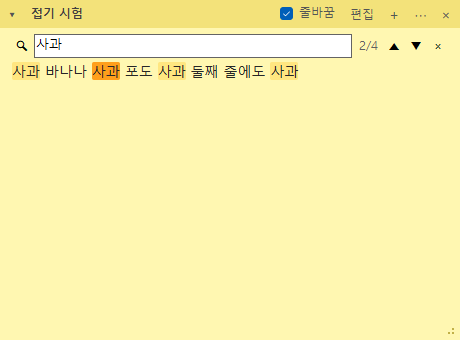 접기 시험 줄바꿈 편집 + ⋯ ×
사과 2/4 ▲ ▼ ×
사과 바나나 사과 포도 사과 둘째 줄에도 사과